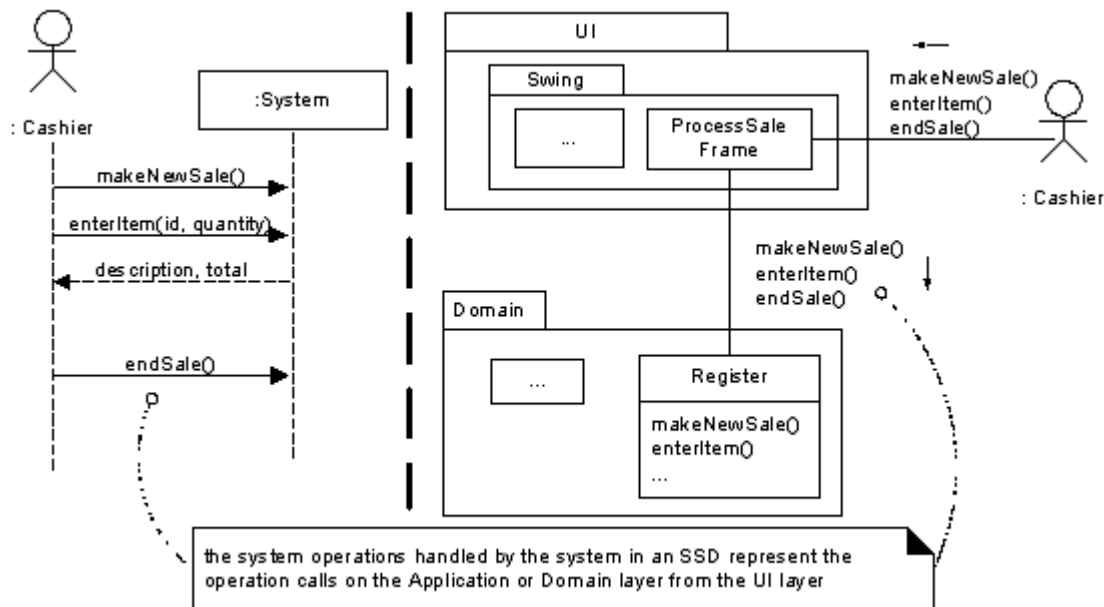 : Cashier
:System
makeNewSale()
enterItem(id, quantity)
description, total
endSale()
UI
Swing
...
ProcessSale
Frame
makeNewSale()
enterItem()
endSale()
: Cashier
makeNewSale()
enterItem()
endSale()
Domain
...
Register
makeNewSale()
enterItem()
...
the system operations handled by the system in an SSD represent the
operation calls on the Application or Domain layer from the UI layer